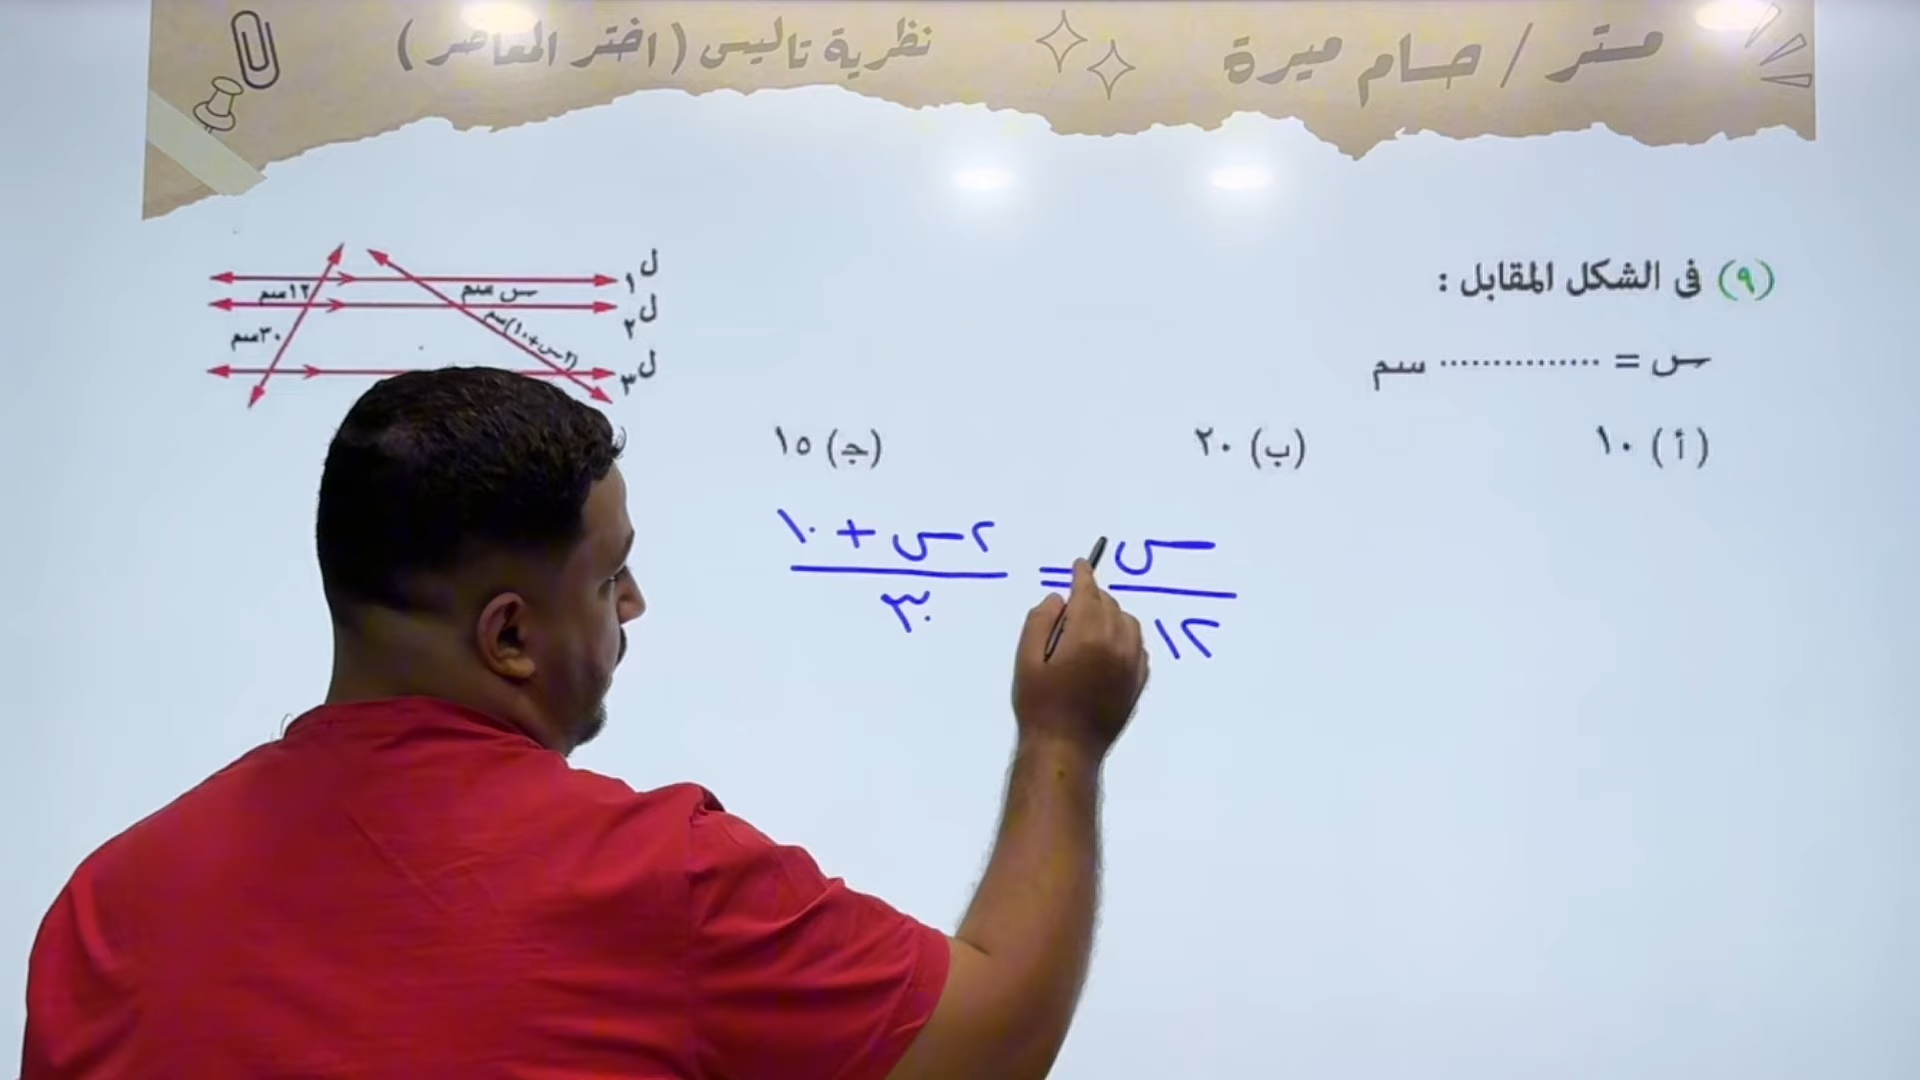 مستر / حسام ميرة
نظرية تاليس ( اختر المعاصر )
(٩) فى الشكل المقابل :
س = ............... سم
(أ) ١٠
(ب) ٢٠
(ج) ١٥
ل١
ل٢
ل٣
١٢سم
٣٠سم
س سم
(٢س+١٠)سم
س/١٢ = ٢س + ١٠/٣٠